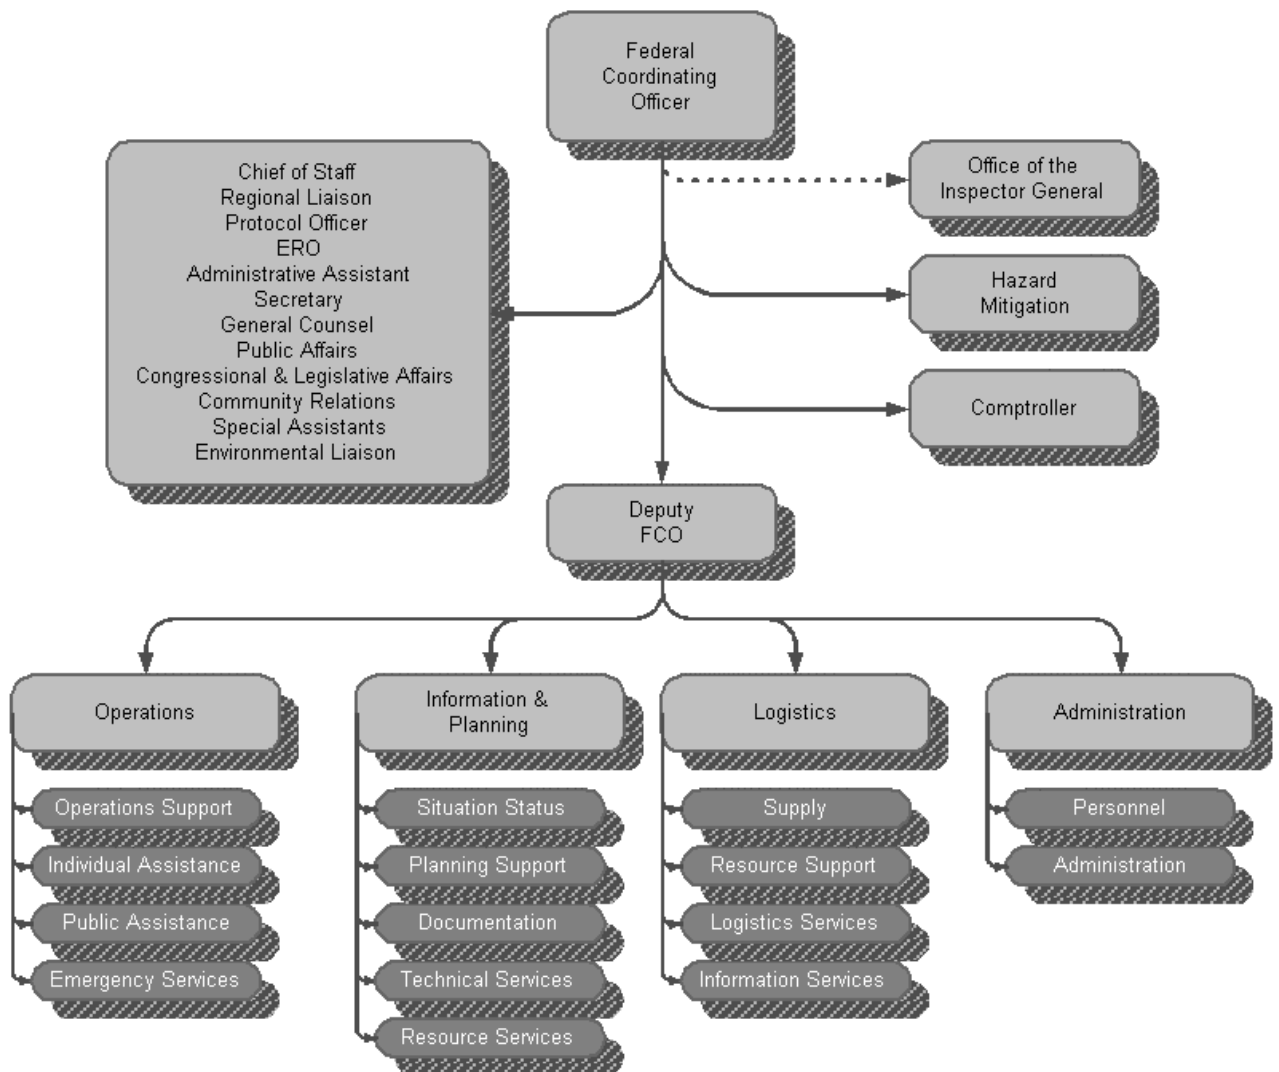 Federal
Coordinating
Officer
Chief of Staff
Regional Liaison
Protocol Officer
ERO
Administrative Assistant
Secretary
General Counsel
Public Affairs
Congressional & Legislative Affairs
Community Relations
Special Assistants
Environmental Liaison
Office of the
Inspector General
Hazard
Mitigation
Comptroller
Deputy
FCO
Operations
Operations Support
Individual Assistance
Public Assistance
Emergency Services
Information &
Planning
Situation Status
Planning Support
Documentation
Technical Services
Resource Services
Logistics
Supply
Resource Support
Logistics Services
Information Services
Administration
Personnel
Administration